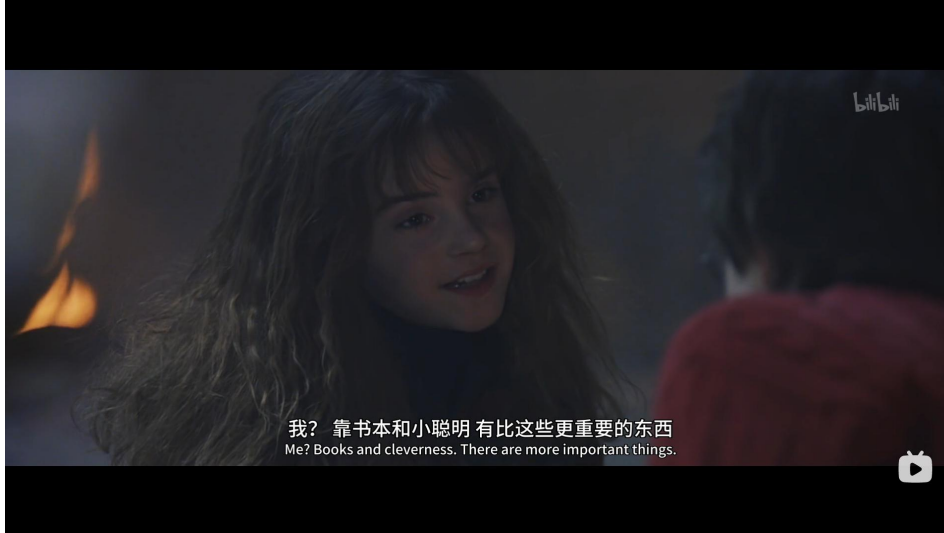 bilibili
我？ 靠书本和小聪明 有比这些更重要的东西
Me? Books and cleverness. There are more important things.